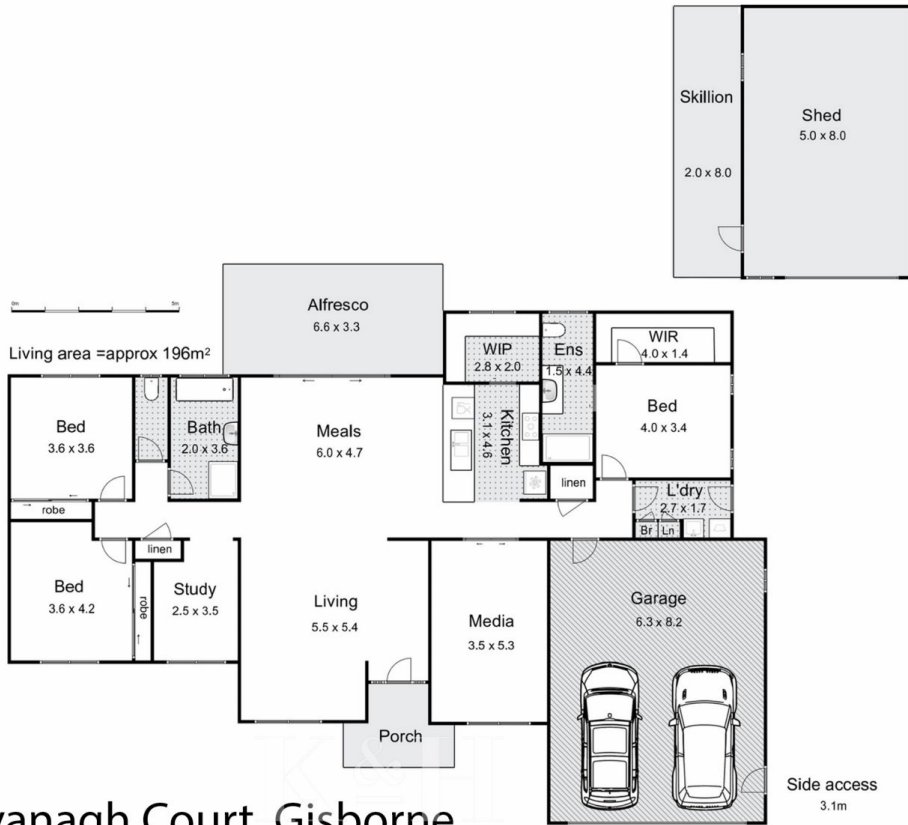 Skillion
2.0 x 8.0
Shed
5.0 x 8.0
0m
5m
Living area =approx 196m²
Alfresco
6.6 x 3.3
WIP
2.8 x 2.0
Ens
1.5 x 4.4
WIR
4.0 x 1.4
Bed
3.6 x 3.6
Bath
2.0 x 3.6
Meals
6.0 x 4.7
Kitchen
3.1 x 4.6
Bed
4.0 x 3.4
robe
linen
L'dry
2.7 x 1.7
Br
Ln
linen
Bed
3.6 x 4.2
robe
Study
2.5 x 3.5
Living
5.5 x 5.4
Media
3.5 x 5.3
Garage
6.3 x 8.2
Porch
K & H
Side access
3.1m
Court, Gisborne